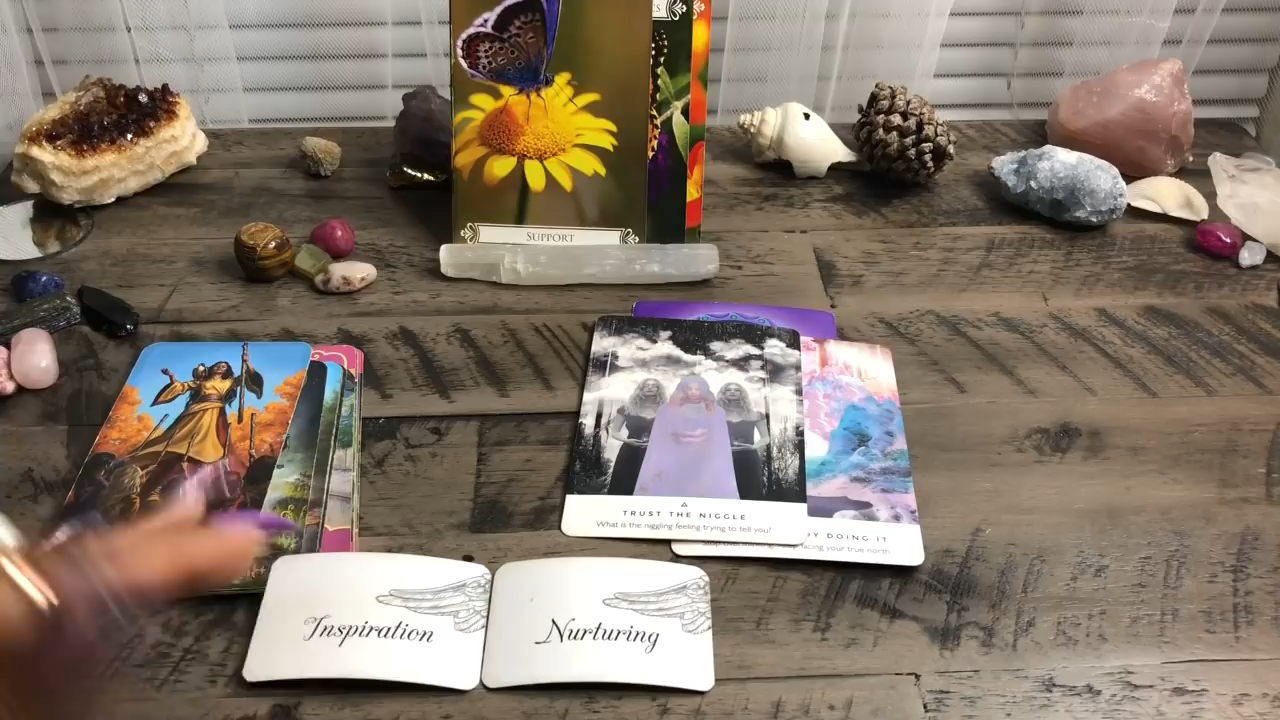 SUPPORT
TRUST THE NIGGLE
What is the niggling feeling trying to tell you?
BY DOING IT
facing your true north
Inspiration
Nurturing